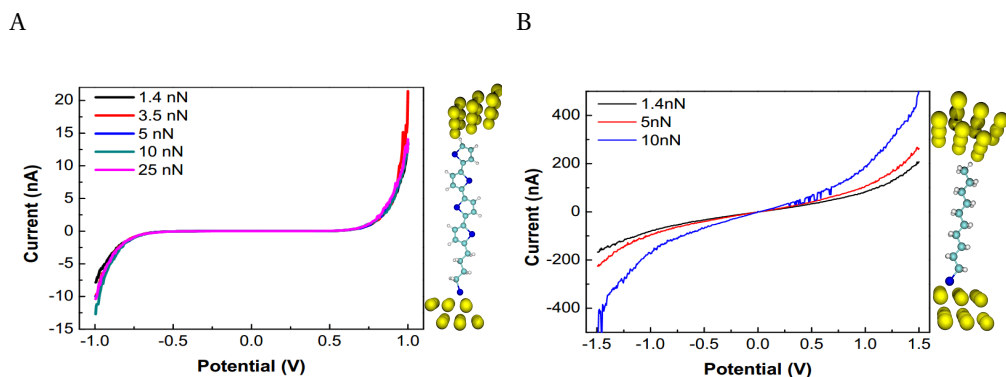 A
B
Current (nA)
20
15
10
5
0
-5
-10
-15
1.4 nN
3.5 nN
5 nN
10 nN
25 nN
-1.0
-0.5
0.0
0.5
1.0
Potential (V)
Current (nA)
400
200
0
-200
-400
1.4nN
5nN
10nN
-1.5
-1.0
-0.5
0.0
0.5
1.0
1.5
Potential (V)